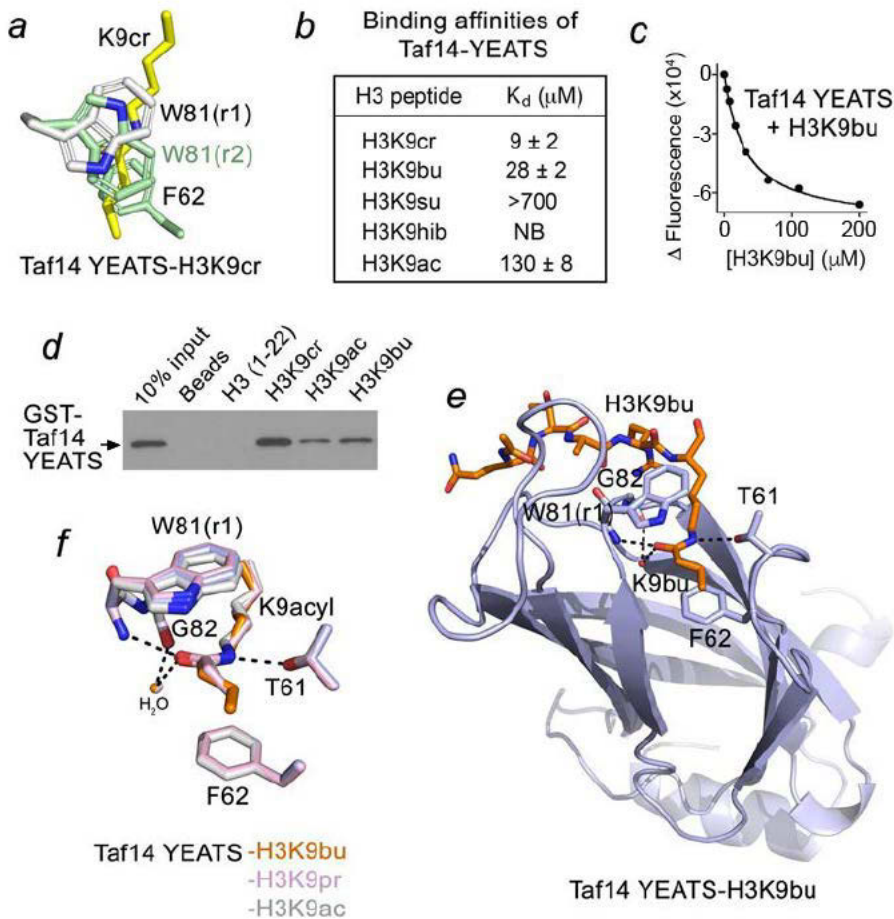 a
K9cr
W81(r1)
W81(r2)
F62
Taf14 YEATS-H3K9cr
b
Binding affinities of
Taf14-YEATS
H3 peptide Kd (μM)
H3K9cr 9 ± 2
H3K9bu 28 ± 2
H3K9su >700
H3K9hib NB
H3K9ac 130 ± 8
c
Δ Fluorescence (x10⁴)
0
-3
-6
Taf14 YEATS
+ H3K9bu
0 100 200
[H3K9bu] (μM)
d
10% input
Beads
H3 (1-22)
H3K9cr
H3K9ac
H3K9bu
GST-
Taf14
YEATS
e
H3K9bu
G82
W81(r1)
T61
K9bu
F62
Taf14 YEATS-H3K9bu
f
W81(r1)
K9acyl
G82
T61
H₂O
F62
Taf14 YEATS -H3K9bu
-H3K9pr
-H3K9ac